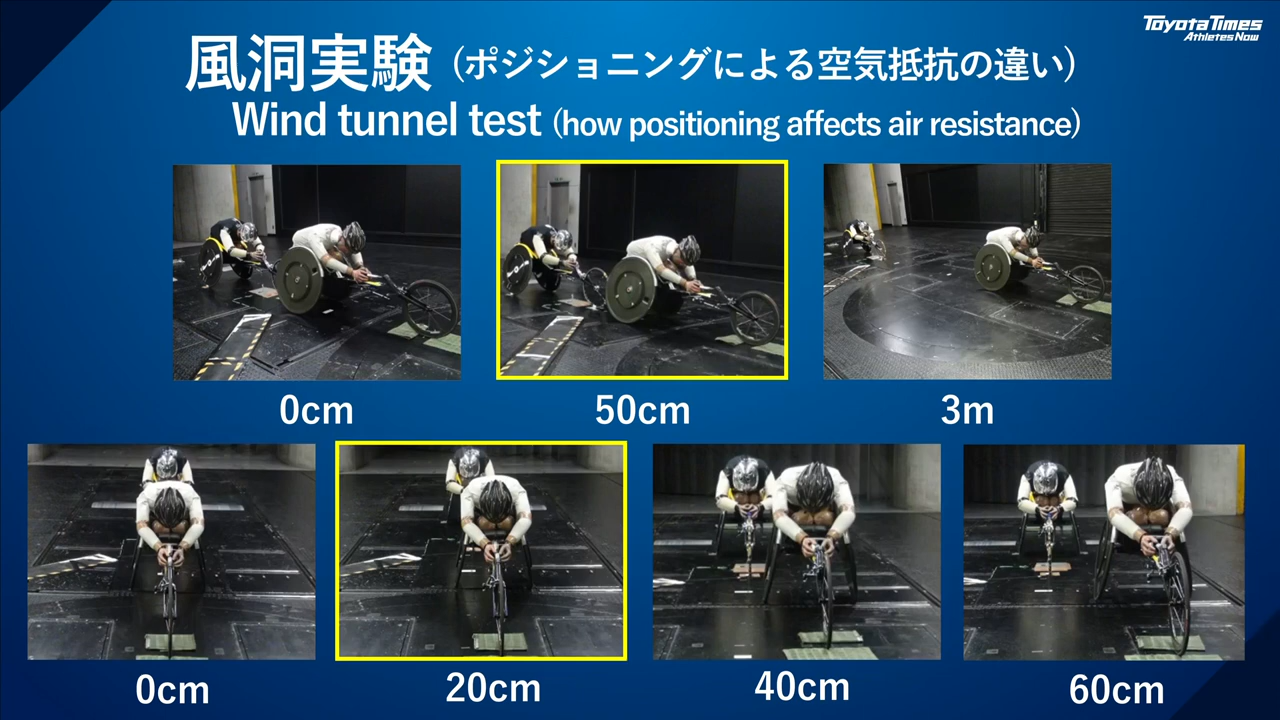 ToyotaTimes
Athletes Now
風洞実験（ポジショニングによる空気抵抗の違い）
Wind tunnel test (how positioning affects air resistance)
0cm
50cm
3m
0cm
20cm
40cm
60cm